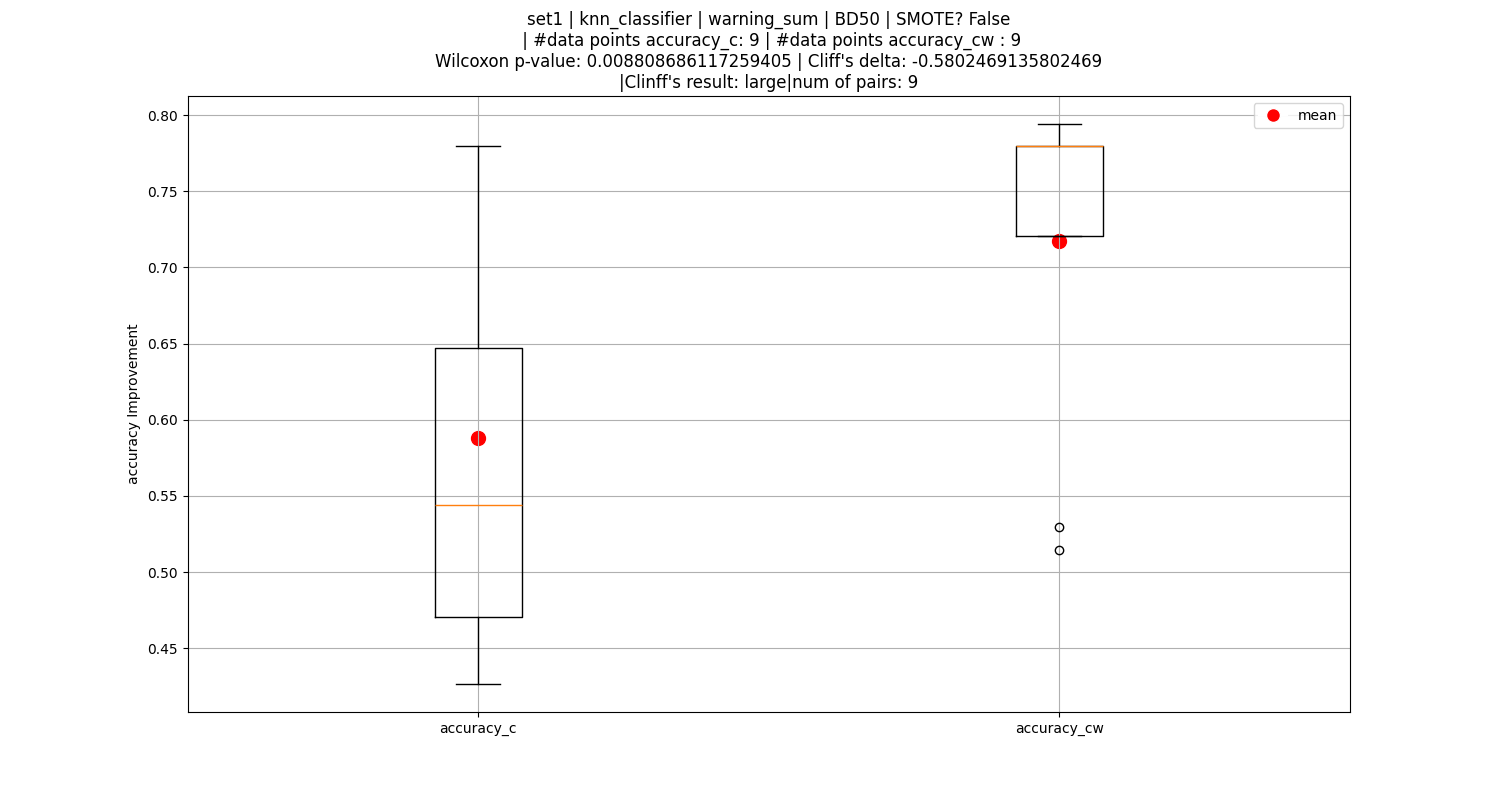 set1 | knn_classifier | warning_sum | BD50 | SMOTE? False
| #data points accuracy_c: 9 | #data points accuracy_cw : 9
Wilcoxon p-value: 0.008808686117259405 | Cliff's delta: -0.5802469135802469
|Clinff's result: large|num of pairs: 9
mean
0.80
0.75
0.70
0.65
0.60
0.55
0.50
0.45
accuracy Improvement
accuracy_c
accuracy_cw